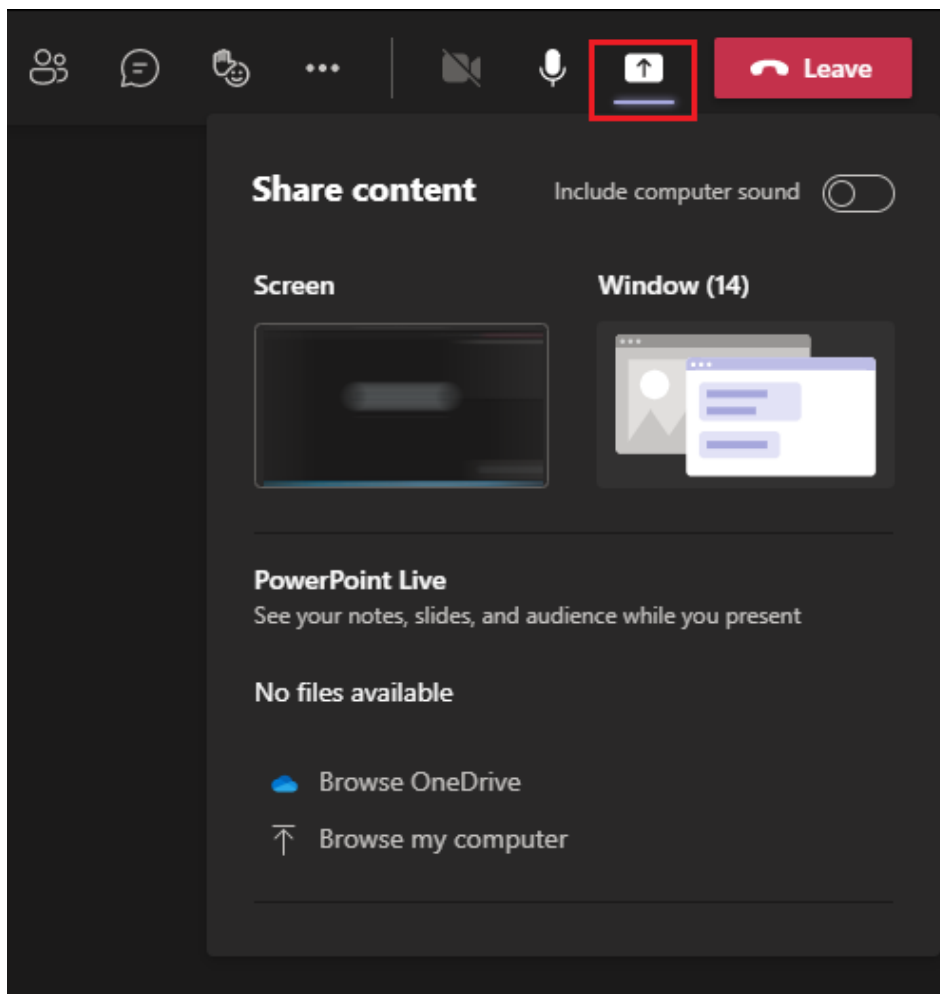 Leave
Share content
Include computer sound
Screen
Window (14)
PowerPoint Live
See your notes, slides, and audience while you present
No files available
Browse OneDrive
Browse my computer